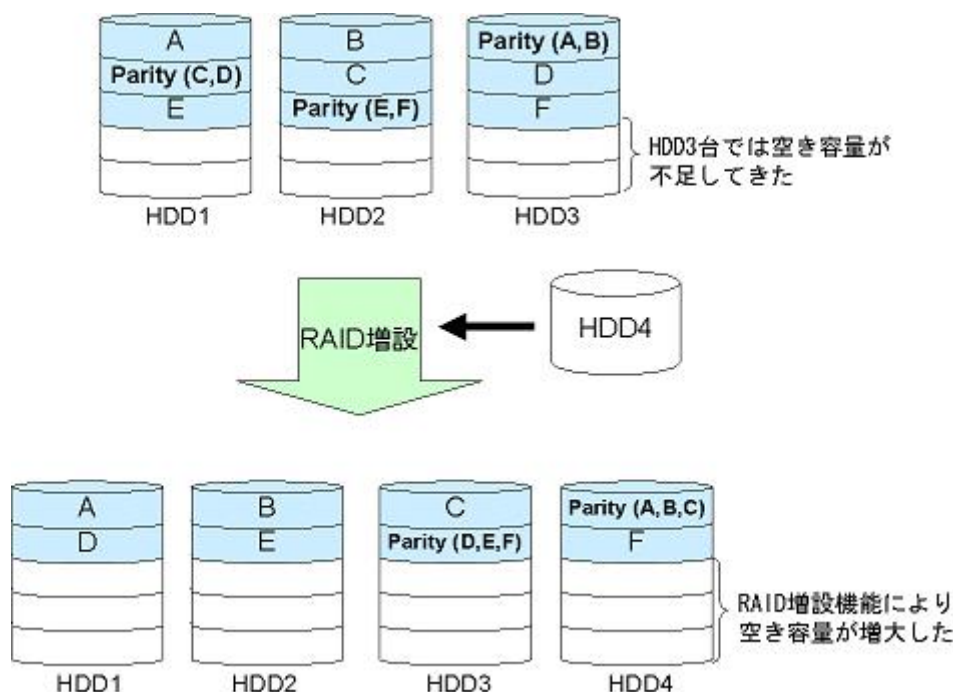 A
B
Parity (A,B)
Parity (C,D)
C
D
E
Parity (E,F)
F
HDD3台では空き容量が
不足してきた
HDD1
HDD2
HDD3
RAID増設
HDD4
A
B
C
Parity (A,B,C)
D
E
Parity (D,E,F)
F
RAID増設機能により
空き容量が増大した
HDD1
HDD2
HDD3
HDD4